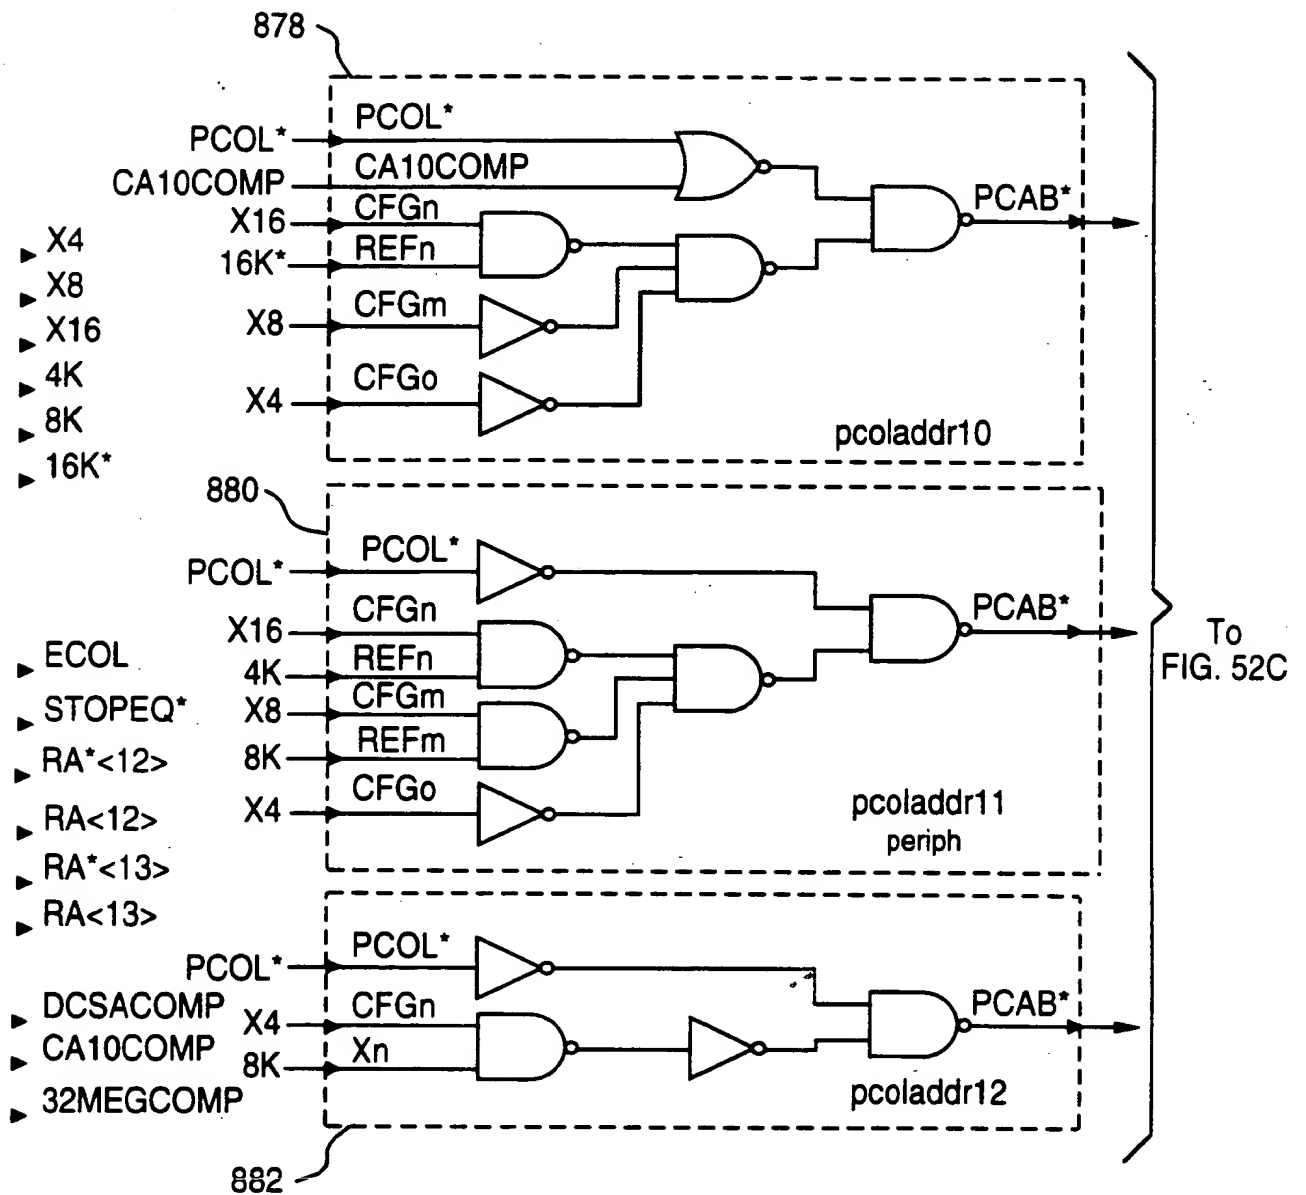 878
PCOL*
PCOL*
CA10COMP
CA10COMP
X16
CFGn
16K*
REFn
X8
CFGm
X4
CFGo
PCAB*
pcoladdr10
X4
X8
X16
4K
8K
16K*
880
PCOL*
PCOL*
X16
CFGn
4K
REFn
X8
CFGm
8K
REFm
X4
CFGo
PCAB*
pcoladdr11
periph
To
FIG. 52C
ECOL
STOPEQ*
RA*<12>
RA<12>
RA*<13>
RA<13>
PCOL*
PCOL*
X4
CFGn
8K
Xn
PCAB*
pcoladdr12
DCSACOMP
CA10COMP
32MEGCOMP
882